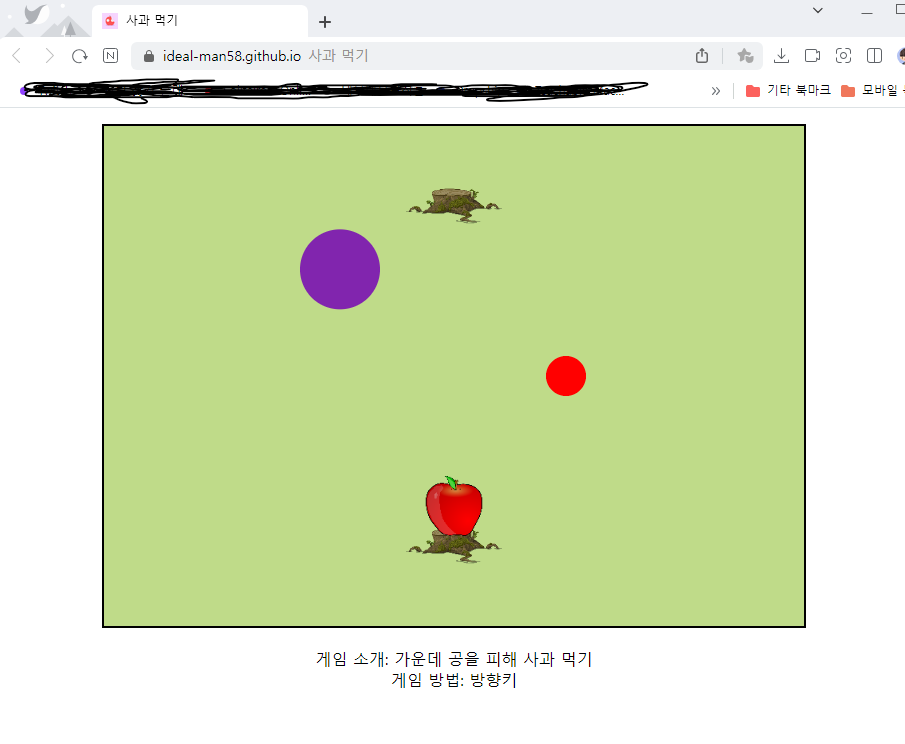 사과 먹기
ideal-man58.github.io 사과 먹기
기타 북마크 모바일
게임 소개: 가운데 공을 피해 사과 먹기
게임 방법: 방향키